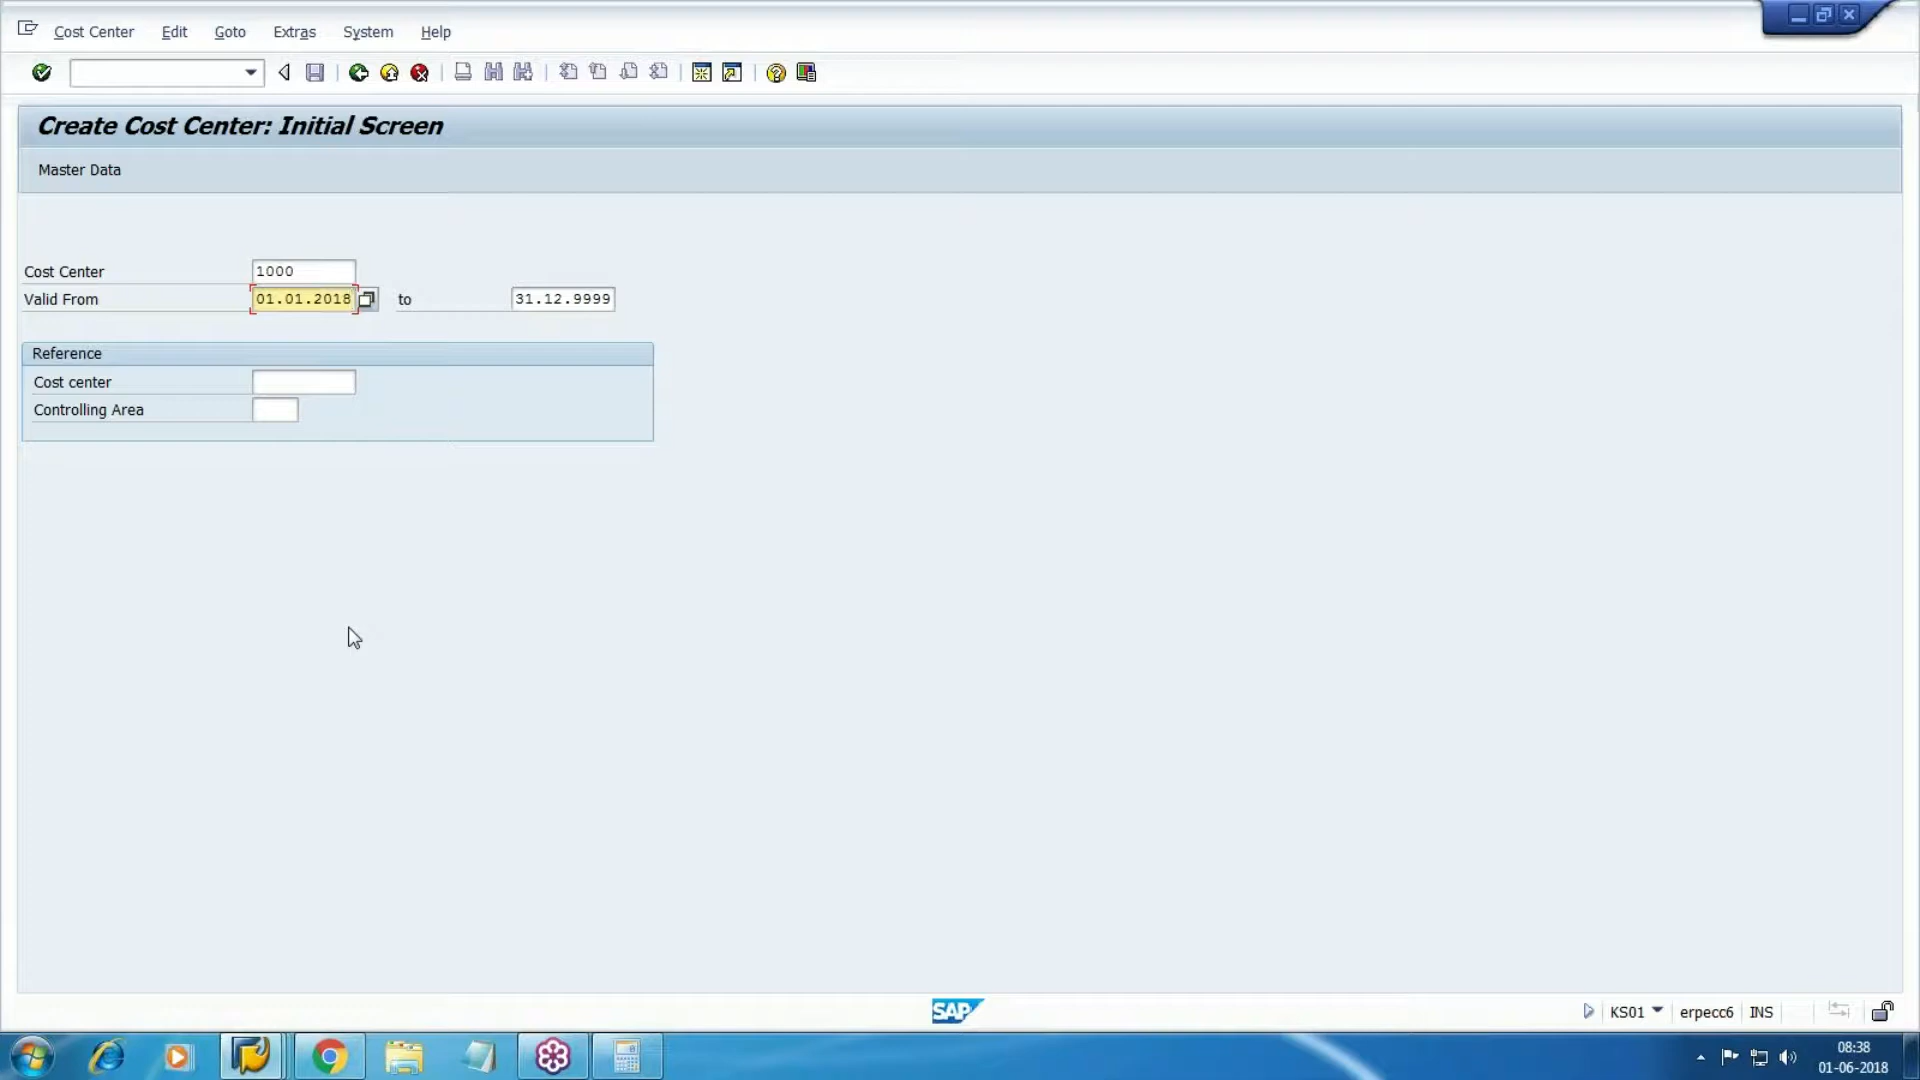 Cost Center Edit Goto Extras System Help
Create Cost Center: Initial Screen
Master Data
Cost Center 1000
Valid From 01.01.2018 to 31.12.9999
Reference
Cost center
Controlling Area
SAP KS01 erpecc6 INS
08:38
01-06-2018